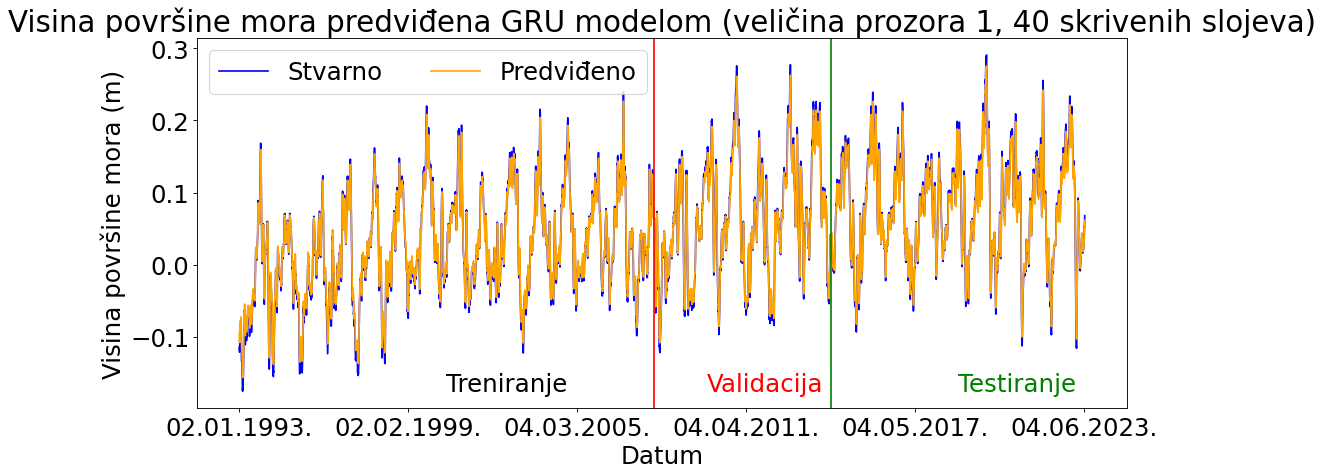 Visina površine mora predviđena GRU modelom (veličina prozora 1, 40 skrivenih slojeva)
Stvarno Predviđeno
Visina površine mora (m)
0.3
0.2
0.1
0.0
−0.1
Treniranje Validacija Testiranje
02.01.1993. 02.02.1999. 04.03.2005. 04.04.2011. 04.05.2017. 04.06.2023.
Datum